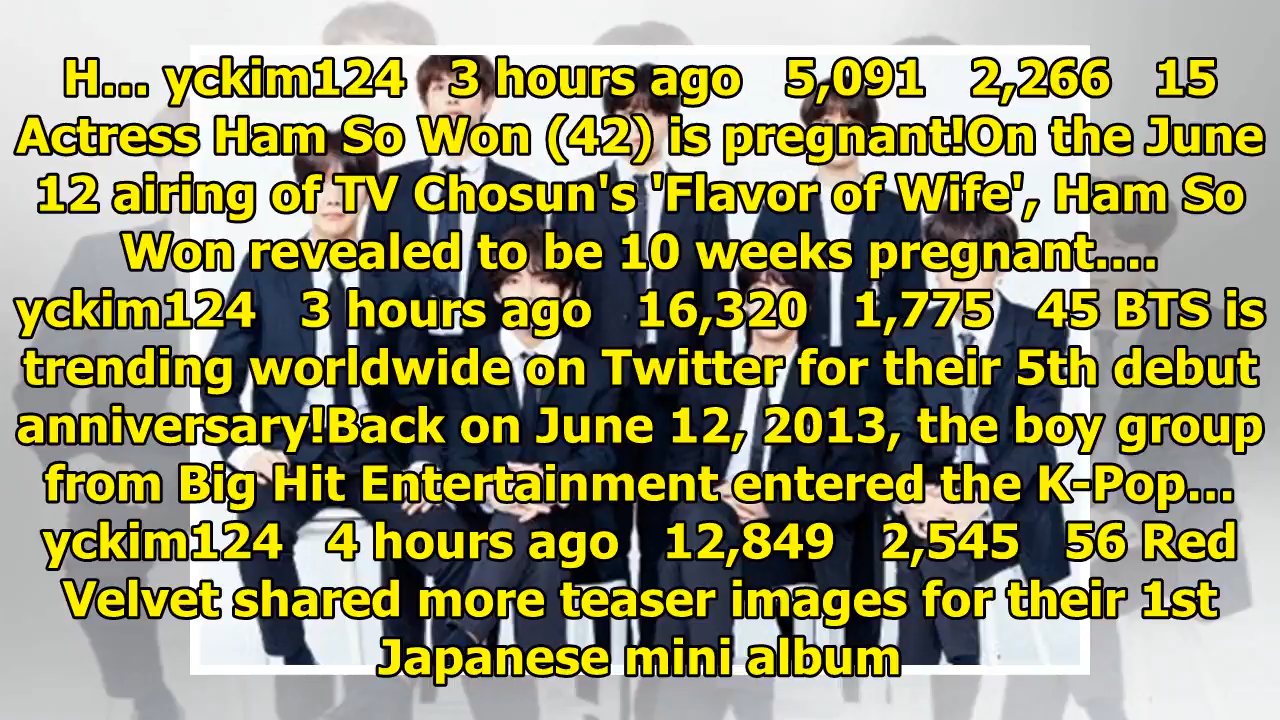 H... yckim124 3 hours ago 5,091 2,266 15
Actress Ham So Won (42) is pregnant!On the June
12 airing of TV Chosun's 'Flavor of Wife', Ham So
Won revealed to be 10 weeks pregnant....
yckim124 3 hours ago 16,320 1,775 45 BTS is
trending worldwide on Twitter for their 5th debut
anniversary!Back on June 12, 2013, the boy group
from Big Hit Entertainment entered the K-Pop...
yckim124 4 hours ago 12,849 2,545 56 Red
Velvet shared more teaser images for their 1st
Japanese mini album